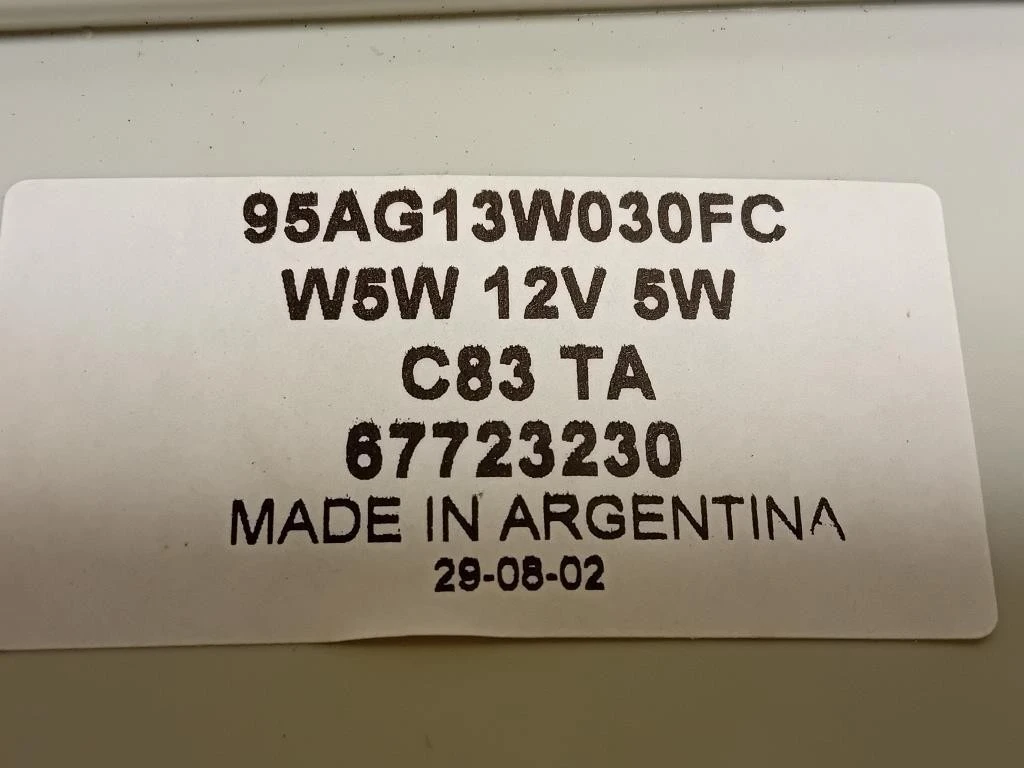 95AG13W030FC
W5W 12V 5W
C83 TA
67723230
MADE IN ARGENTINA
29-08-02